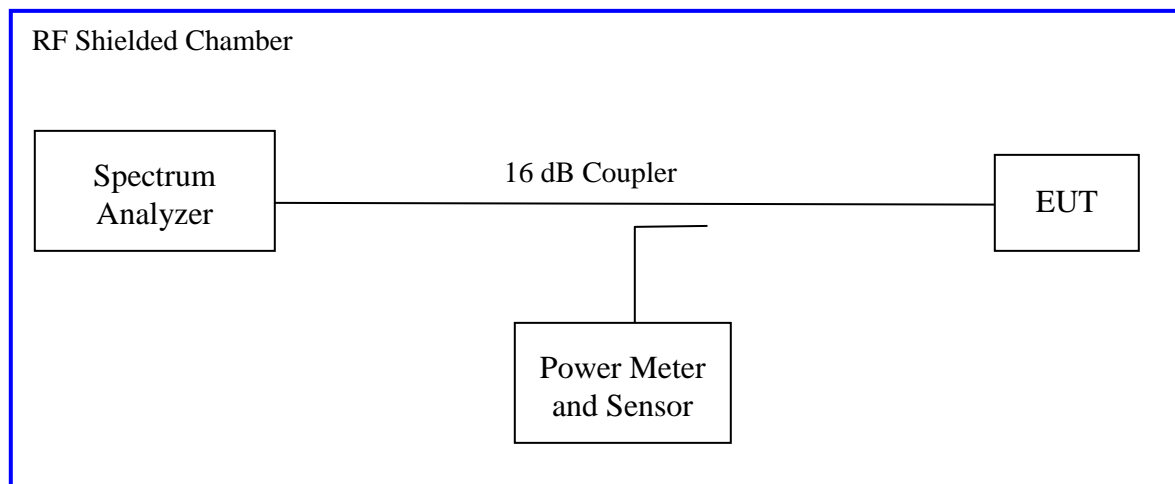 RF Shielded Chamber
Spectrum
Analyzer
16 dB Coupler
EUT
Power Meter
and Sensor